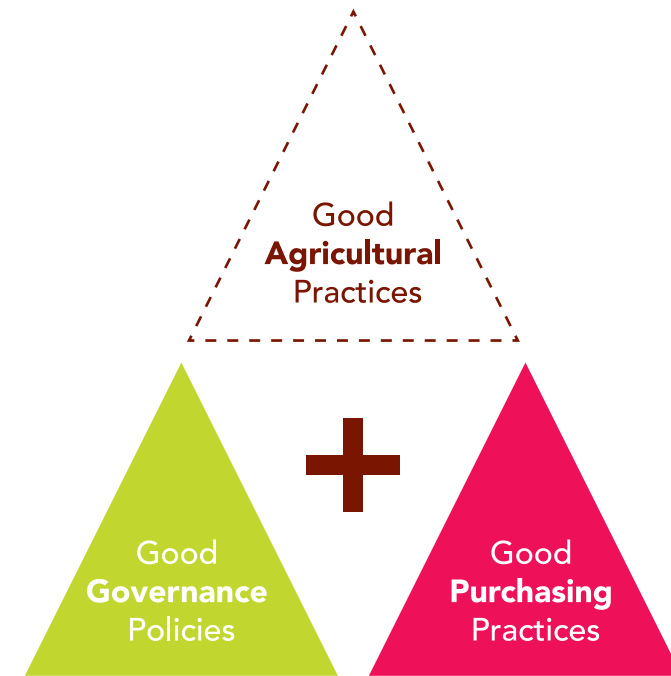 Good
Agricultural
Practices
Good
Governance
Policies
Good
Purchasing
Practices